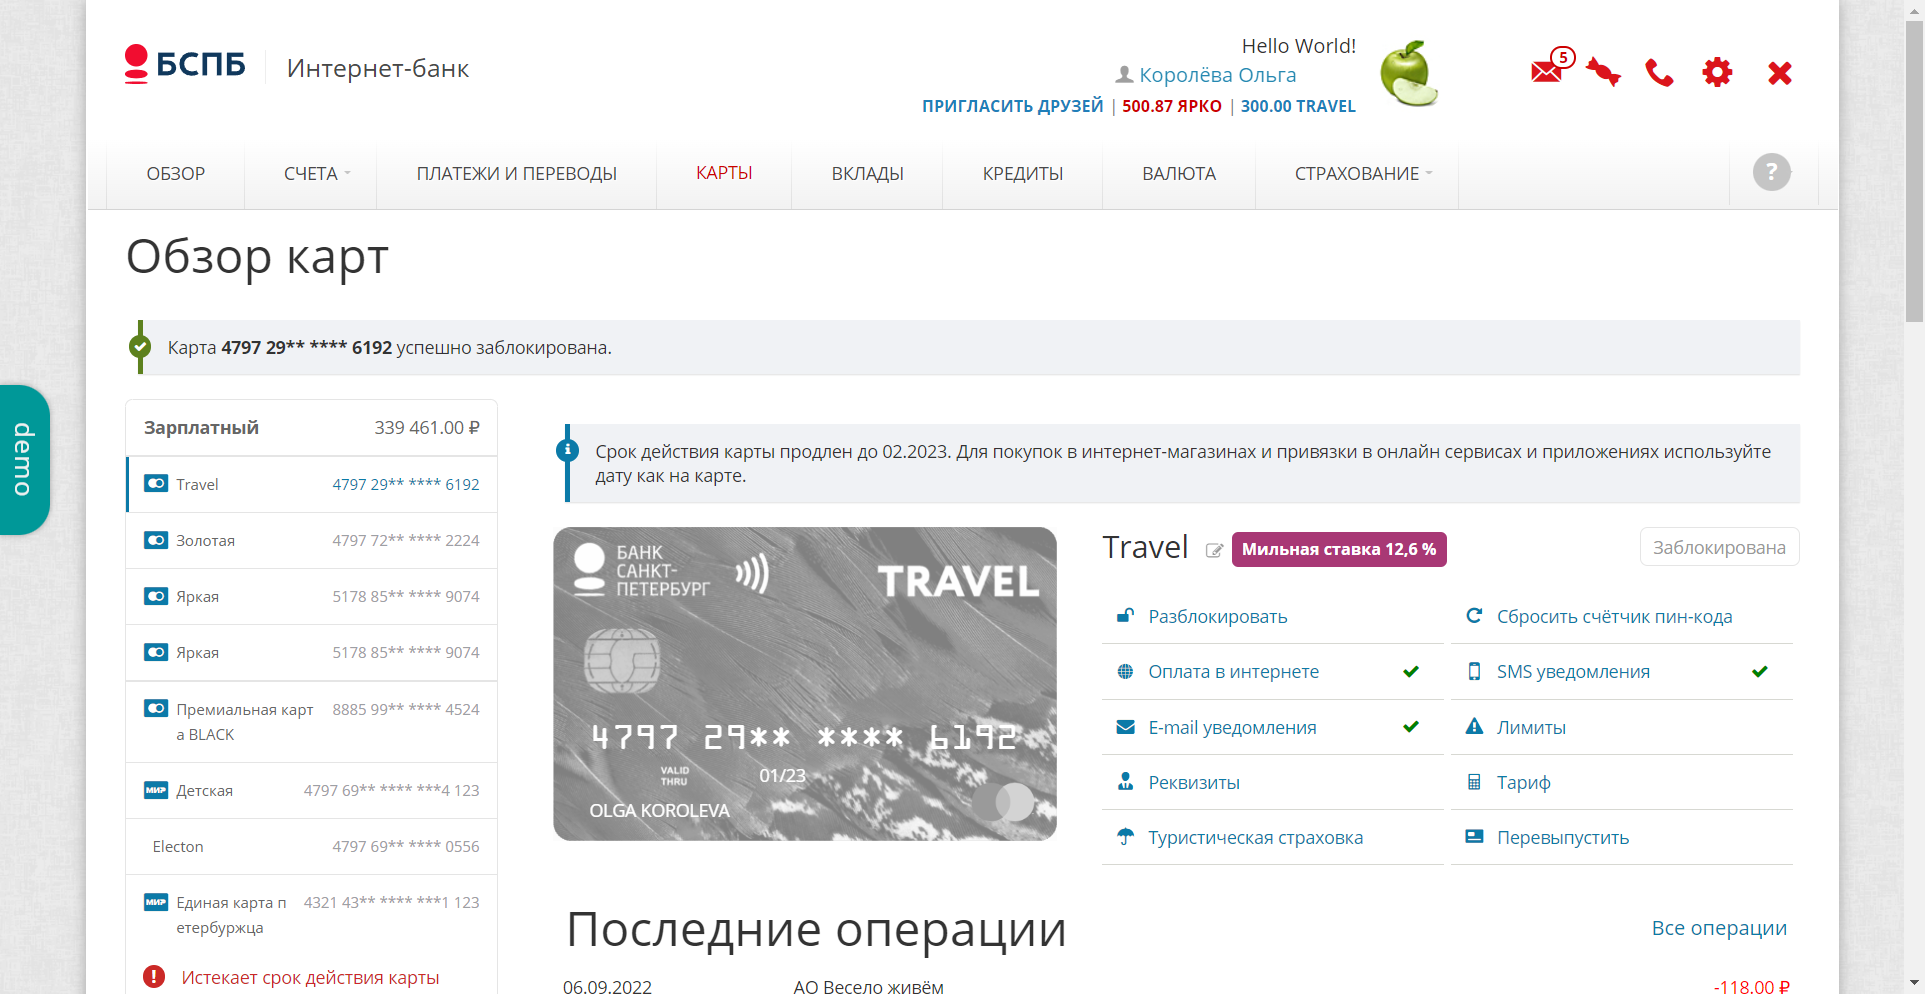 БСПБ
Интернет-банк
Hello World!
Королёва Ольга
ПРИГЛАСИТЬ ДРУЗЕЙ | 500.87 ЯРКО | 300.00 TRAVEL
5
ОБЗОР
СЧЕТА
ПЛАТЕЖИ И ПЕРЕВОДЫ
КАРТЫ
ВКЛАДЫ
КРЕДИТЫ
ВАЛЮТА
СТРАХОВАНИЕ
?
Обзор карт
Карта 4797 29** **** 6192 успешно заблокирована.
demo
Зарплатный 339 461.00 ₽
Travel 4797 29** **** 6192
Золотая 4797 72** **** 2224
Яркая 5178 85** **** 9074
Яркая 5178 85** **** 9074
Премиальная карт 8885 99** **** 4524
а BLACK
МИР Детская 4797 69** **** ***4 123
Electon 4797 69** **** 0556
МИР Единая карта п 4321 43** **** ***1 123
етербуржца
Истекает срок действия карты
Срок действия карты продлен до 02.2023. Для покупок в интернет-магазинах и привязки в онлайн сервисах и приложениях используйте
дату как на карте.
БАНК
САНКТ-
ПЕТЕРБУРГ
TRAVEL
4797 29** **** 6192
VALID
THRU
01/23
OLGA KOROLEVA
Travel
Мильная ставка 12,6 %
Заблокирована
Разблокировать
Сбросить счётчик пин-кода
Оплата в интернете
SMS уведомления
E-mail уведомления
Лимиты
Реквизиты
Тариф
Туристическая страховка
Перевыпустить
Последние операции
Все операции
06.09.2022 АО Весело живём -118.00 ₽